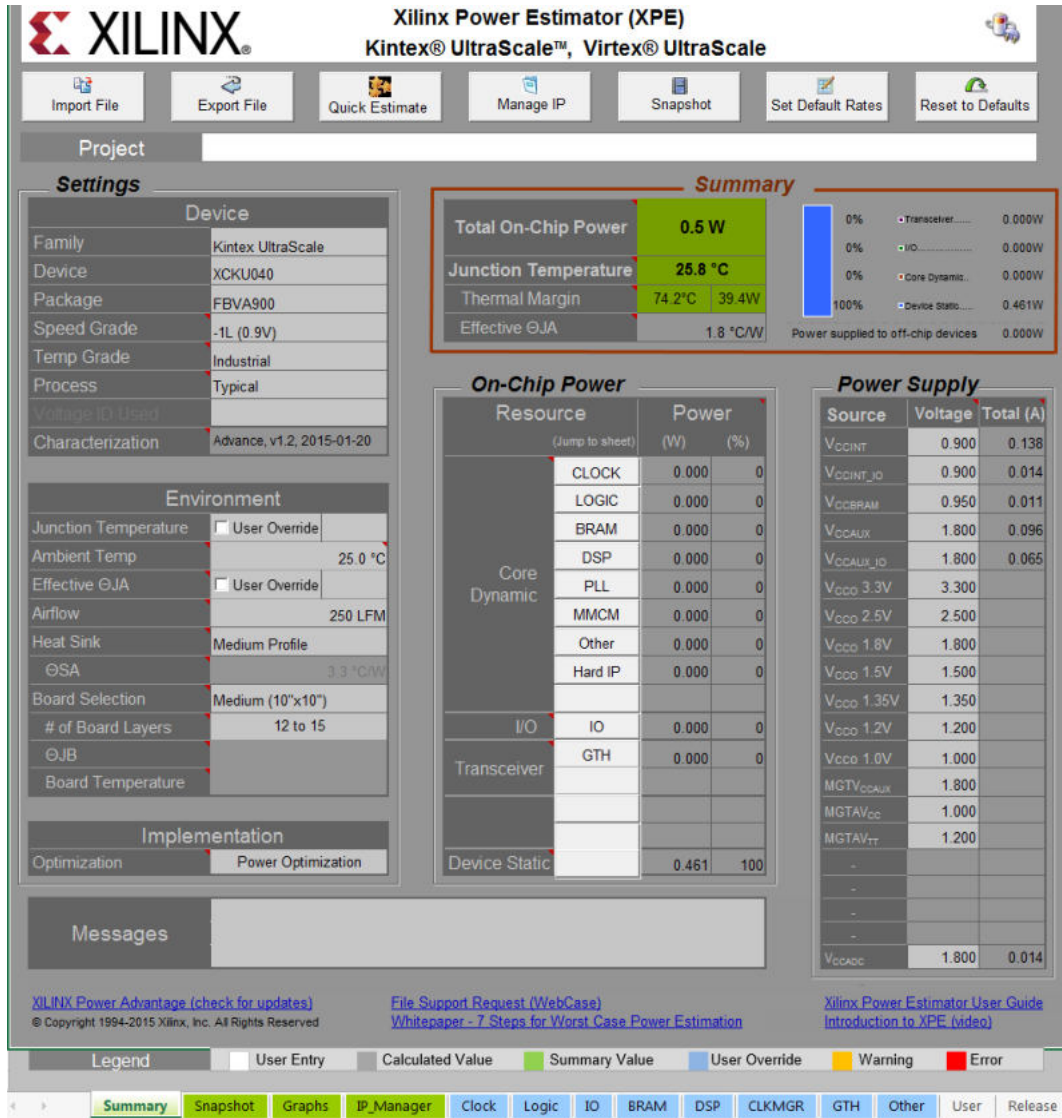 XILINX®
Xilinx Power Estimator (XPE)
Kintex® UltraScale™, Virtex® UltraScale
Import File
Export File
Quick Estimate
Manage IP
Snapshot
Set Default Rates
Reset to Defaults
Project
Settings
Device
Family Kintex UltraScale
Device XCKU040
Package FBVA900
Speed Grade -1L (0.9V)
Temp Grade Industrial
Process Typical
Voltage ID Used
Characterization Advance, v1.2, 2015-01-20
Environment
Junction Temperature User Override
Ambient Temp 25.0 °C
Effective ΘJA User Override
Airflow 250 LFM
Heat Sink Medium Profile
ΘSA 3.3 °C/W
Board Selection Medium (10"x10")
# of Board Layers 12 to 15
ΘJB
Board Temperature
Implementation
Optimization Power Optimization
Summary
Total On-Chip Power 0.5 W
Junction Temperature 25.8 °C
Thermal Margin 74.2°C 39.4W
Effective ΘJA 1.8 °C/W
0% Transceiver...... 0.000W
0% I/O.................. 0.000W
0% Core Dynamic.. 0.000W
100% Device Static..... 0.461W
Power supplied to off-chip devices 0.000W
On-Chip Power
Resource Power
(Jump to sheet) (W) (%)
Core Dynamic
CLOCK 0.000 0
LOGIC 0.000 0
BRAM 0.000 0
DSP 0.000 0
PLL 0.000 0
MMCM 0.000 0
Other 0.000 0
Hard IP 0.000 0
I/O IO 0.000 0
Transceiver GTH 0.000 0
Device Static 0.461 100
Power Supply
Source Voltage Total (A)
VCCINT 0.900 0.138
VCCINT_IO 0.900 0.014
VCCBRAM 0.950 0.011
VCCAUX 1.800 0.096
VCCAUX_IO 1.800 0.065
VCCO 3.3V 3.300
VCCO 2.5V 2.500
VCCO 1.8V 1.800
VCCO 1.5V 1.500
VCCO 1.35V 1.350
VCCO 1.2V 1.200
Vcco 1.0V 1.000
MGTVCCAUX 1.800
MGTAVCC 1.000
MGTAVTT 1.200
-
-
-
-
VCCADC 1.800 0.014
Messages
XILINX Power Advantage (check for updates)
© Copyright 1994-2015 Xilinx, Inc. All Rights Reserved
File Support Request (WebCase)
Whitepaper - 7 Steps for Worst Case Power Estimation
Xilinx Power Estimator User Guide
Introduction to XPE (video)
Legend User Entry Calculated Value Summary Value User Override Warning Error
Summary Snapshot Graphs IP_Manager Clock Logic IO BRAM DSP CLKMGR GTH Other User Release